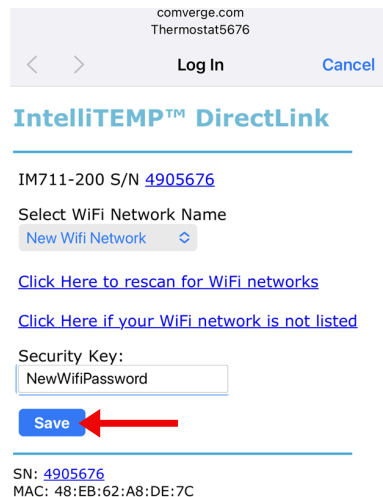 comverge.com
Thermostat5676
Log In
Cancel
IntelliTEMP™ DirectLink
IM711-200 S/N 4905676
Select WiFi Network Name
New Wifi Network
Click Here to rescan for WiFi networks
Click Here if your WiFi network is not listed
Security Key:
NewWifiPassword
Save
SN: 4905676
MAC: 48:EB:62:A8:DE:7C